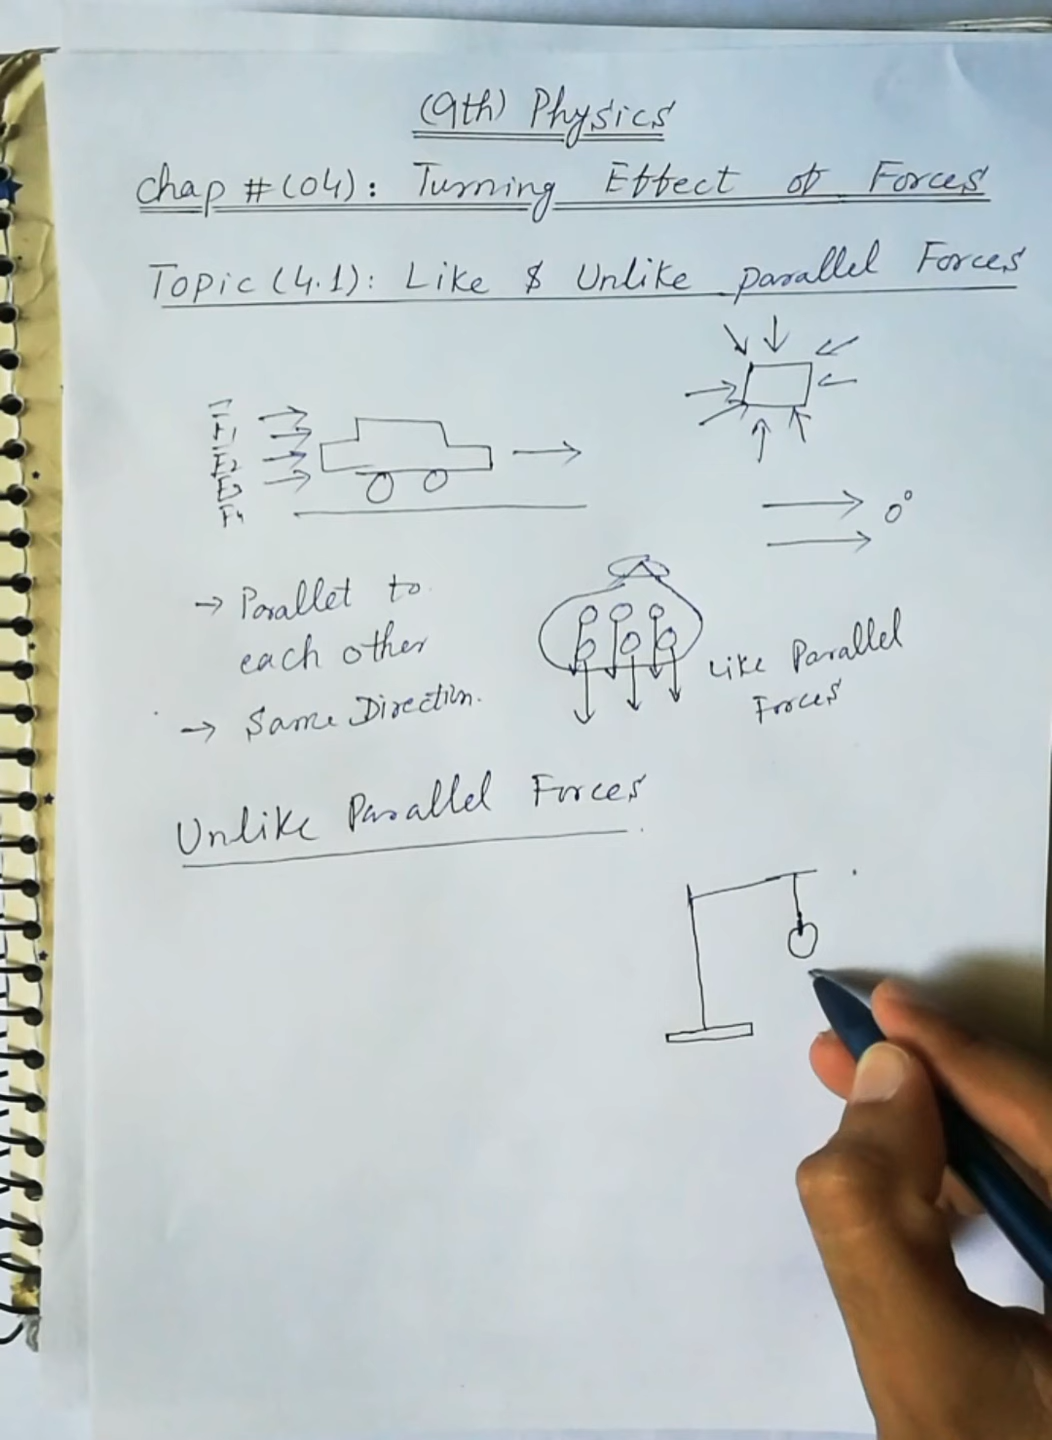 (9th) Physics
Chap # (04): Turning Effect of Forces
Topic (4.1): Like & Unlike parallel Forces
F1
F2
F3
F4
0°
→ Parallet to
each other
→ Same Direction.
Like Parallel
Forces
Unlike Parallel Forces